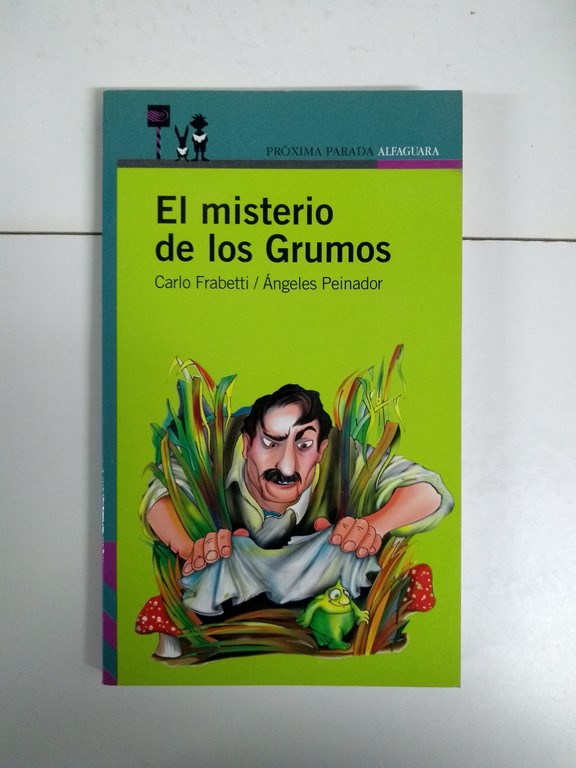 PRÓXIMA PARADA ALFAGUARA
El misterio
de los Grumos
Carlo Frabetti / Ángeles Peinador